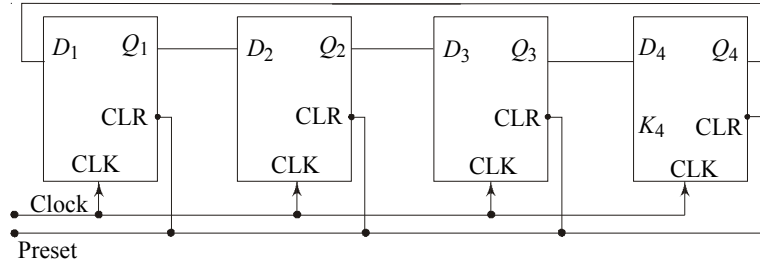 D1 Q1 D2 Q2 D3 Q3 D4 Q4
CLR CLR CLR K4 CLR
CLK CLK CLK CLK
Clock
Preset